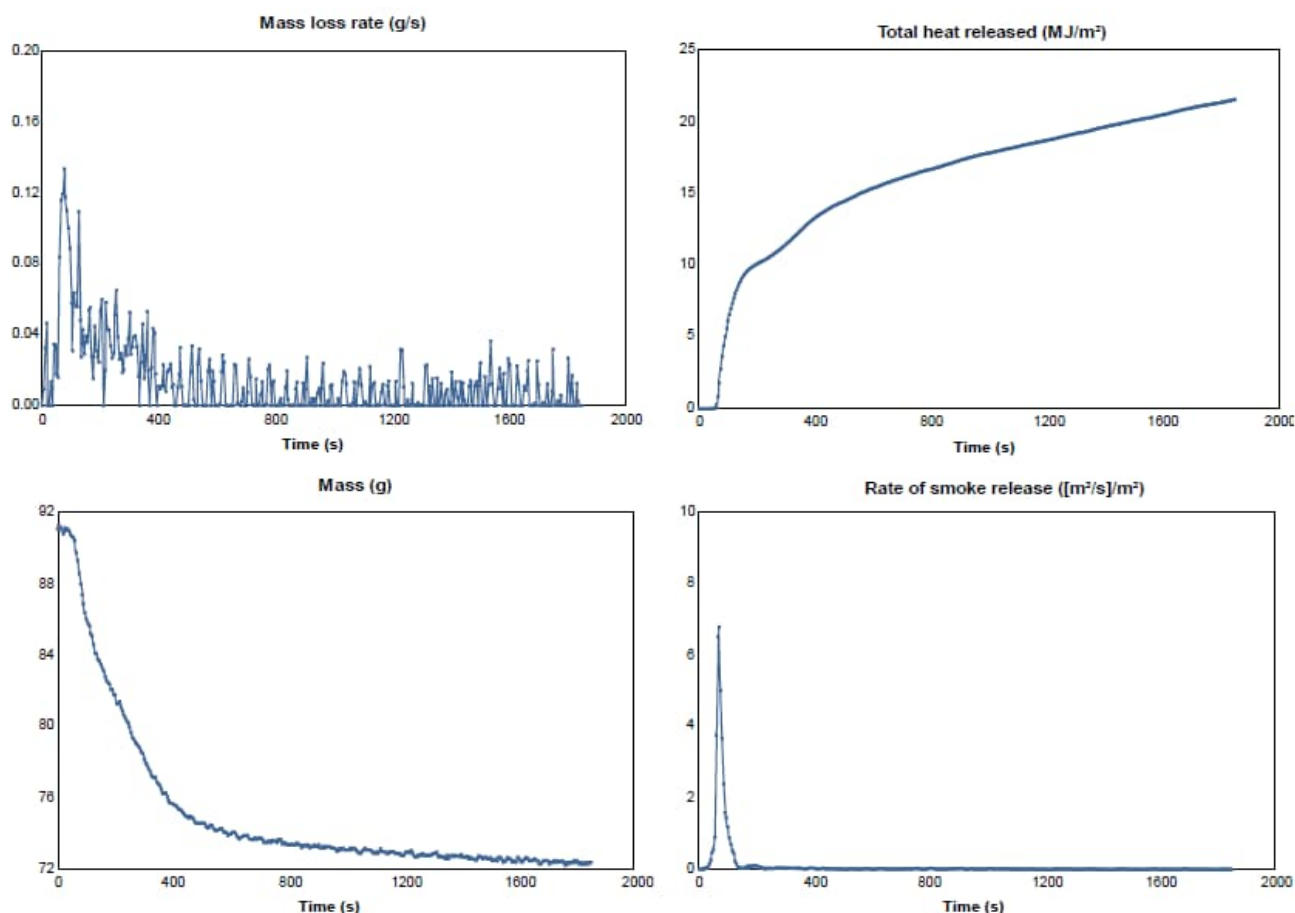 Mass loss rate (g/s)
0.20
0.16
0.12
0.08
0.04
0.00
0 400 800 1200 1600 2000
Time (s)
Total heat released (MJ/m²)
25
20
15
10
5
0
0 400 800 1200 1600 2000
Time (s)
Mass (g)
92
88
84
80
76
72
0 400 800 1200 1600 2000
Time (s)
Rate of smoke release ([m²/s]/m²)
10
8
6
4
2
0
0 400 800 1200 1600 2000
Time (s)